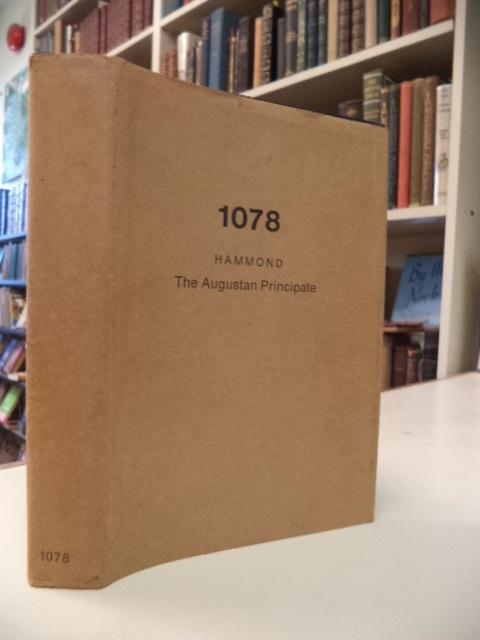 1078
HAMMOND
The Augustan Principate
1078